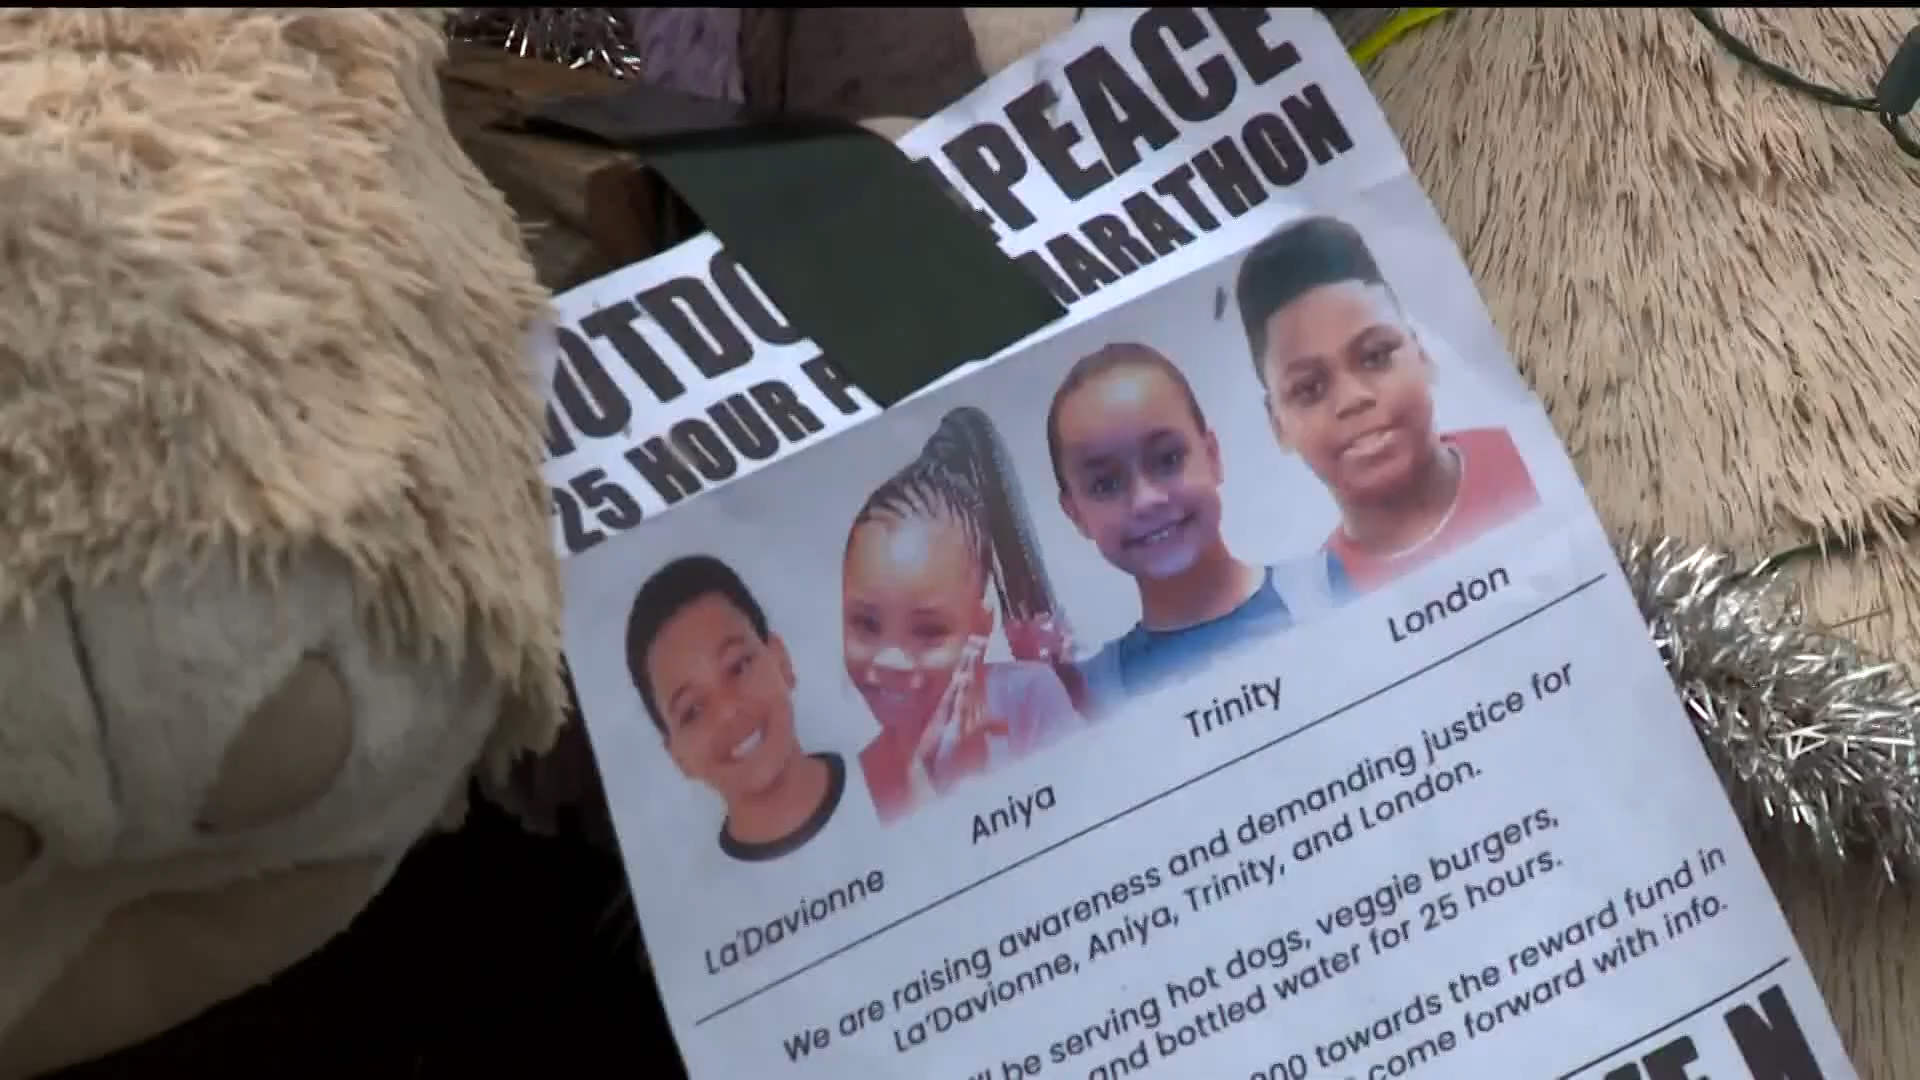 PEACE
25 HOUR
MARATHON
La'Davionne
Aniya
Trinity
London
We are raising awareness and demanding justice for
La'Davionne, Aniya, Trinity, and London.
be serving hot dogs, veggie burgers,
and bottled water for 25 hours.
towards the reward fund in
come forward with info.